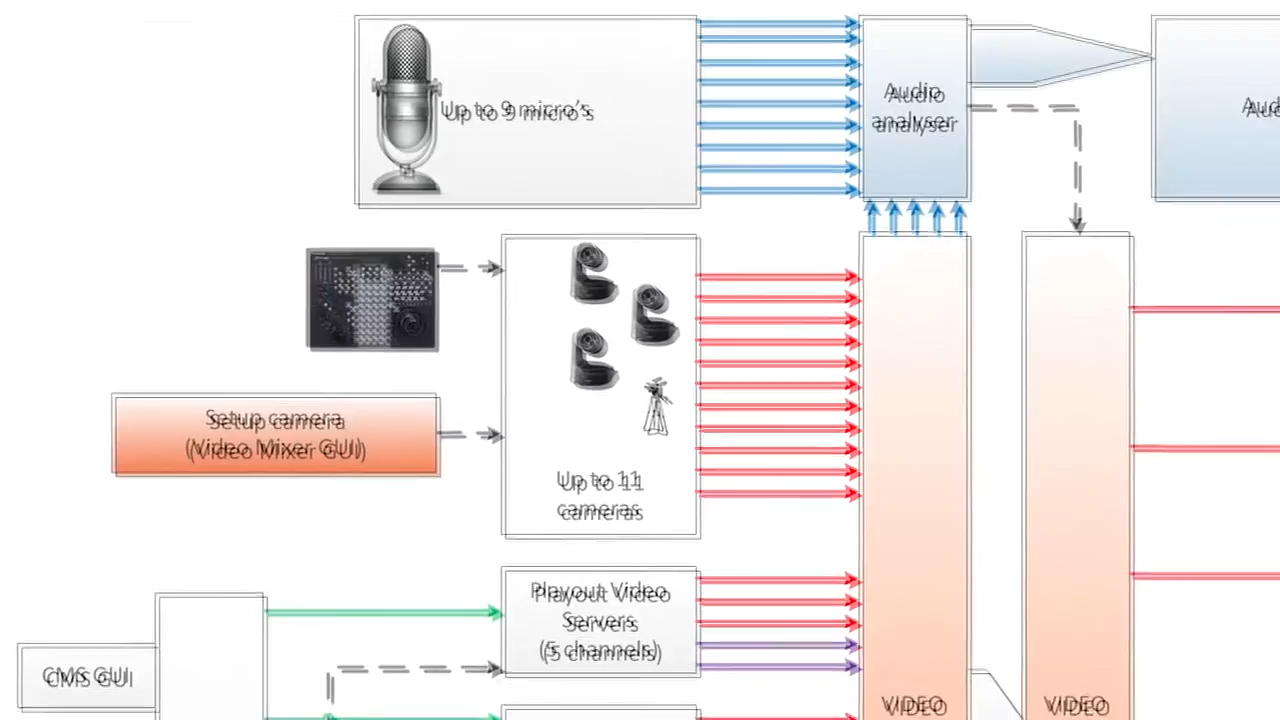 Up to 9 micro's
Audio
analyser
Setup camera
(Video Mixer GUI)
Up to 11
cameras
Playout Video
Servers
(5 channels)
CMS GUI
VIDEO
VIDEO